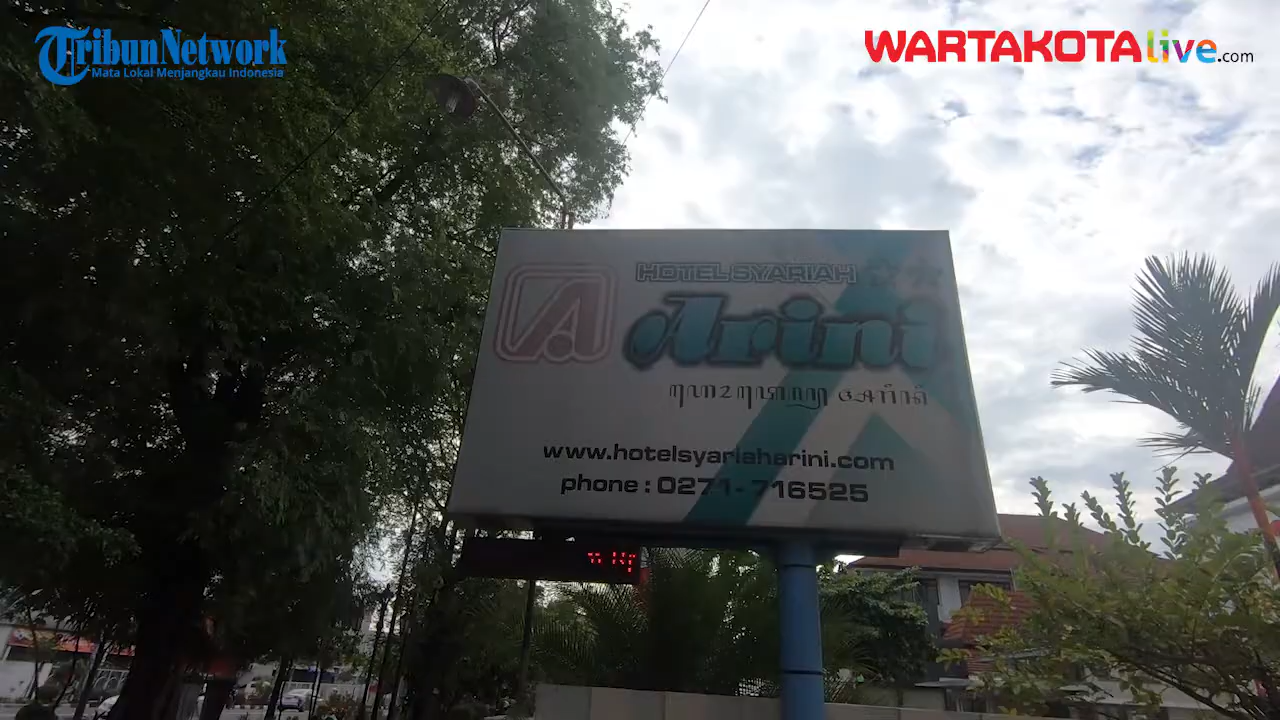 TribunNetwork
Mata Lokal Menjangkau Indonesia
WARTAKOTAlive.com
HOTEL SYARIAH
A
Arini
www.hotelsyariaharini.com
phone : 0271- 716525